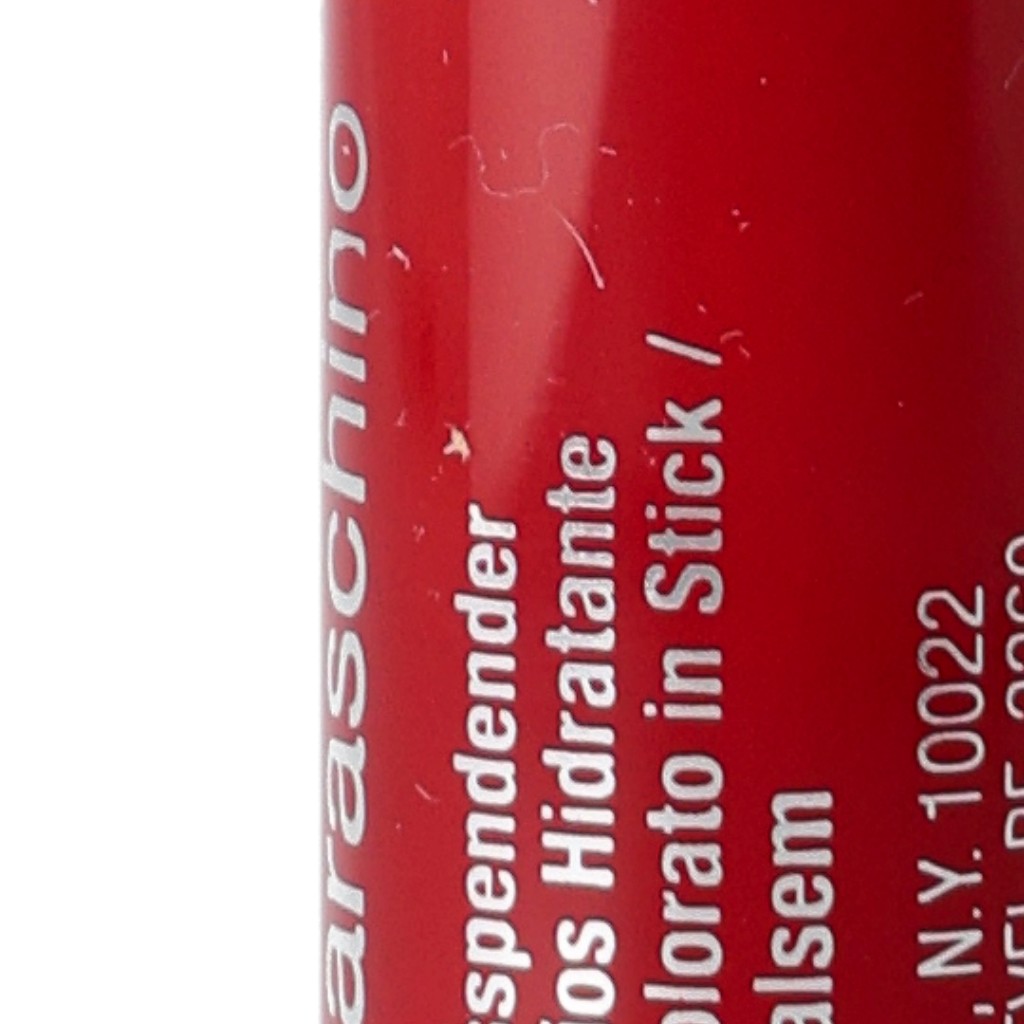 araschino
spendender
ios Hidratante
olorato in Stick /
alsem
, N.Y. 10022